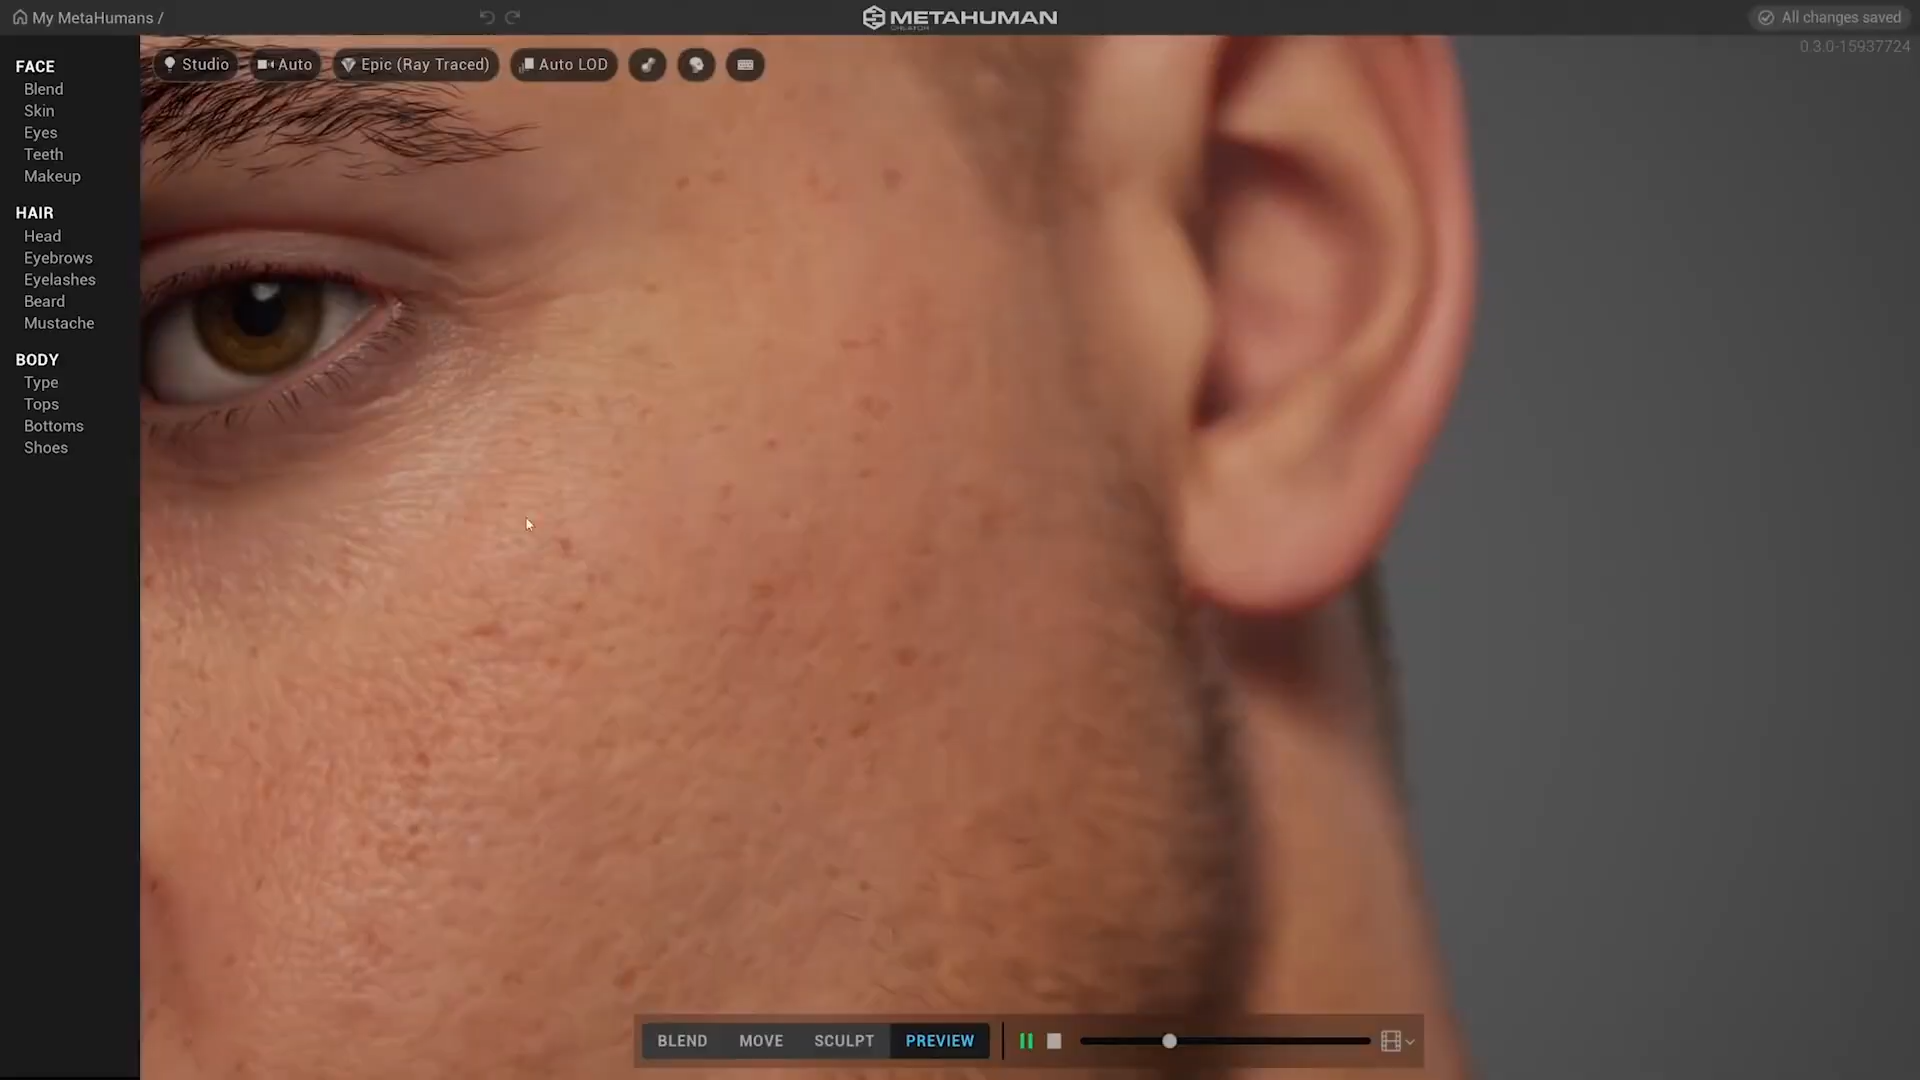 My MetaHumans /
METAHUMAN
CREATOR
All changes saved
0.3.0-15937724
Studio
Auto
Epic (Ray Traced)
Auto LOD
FACE
Blend
Skin
Eyes
Teeth
Makeup
HAIR
Head
Eyebrows
Eyelashes
Beard
Mustache
BODY
Type
Tops
Bottoms
Shoes
BLEND
MOVE
SCULPT
PREVIEW